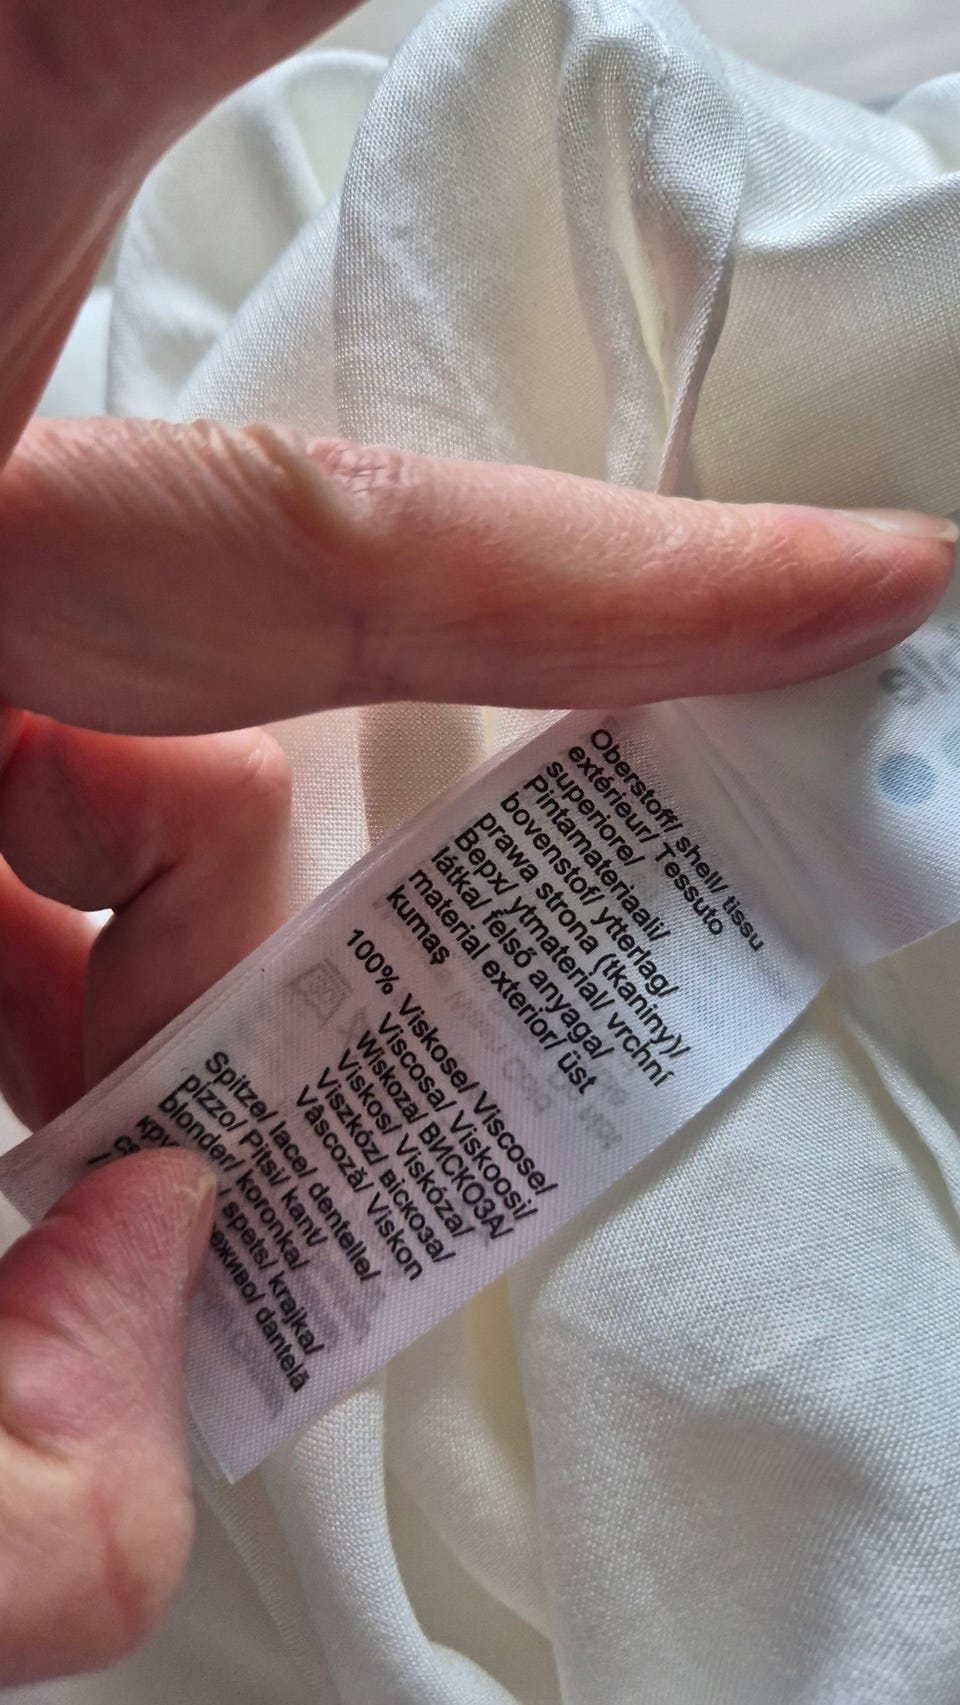 Oberstoff/ shell/ tissu
extérieur/ Tessuto
superiore/
Pintamateriaali/
bovenstof/ ytterlag/
prawa strona (tkaniny)/
Верх/ ytmaterial/ vrchní
látka/ felső anyaga/
material exterior/ üst
kumaş
100% Viskose/ Viscose/
Viscosa/ Viskoosi/
Wiskoza/ ВИСКОЗА/
Viskos/ Viskóza/
Viszkóz/ віскоза/
Vâscoză/ Viskon
Spitze/ lace/ dentelle/
pizzo/ Pitsi/ kant/
blonder/ koronka/
spets/ krajka/
dantelă